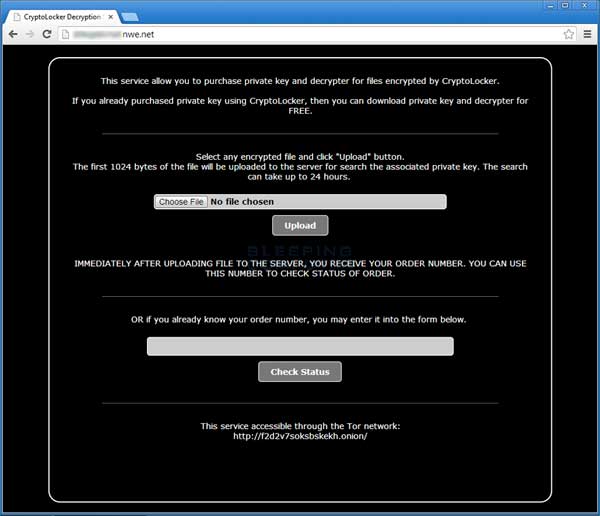 CryptoLocker Decryption
nwe.net
This service allow you to purchase private key and decrypter for files encrypted by CryptoLocker.
If you already purchased private key using CryptoLocker, then you can download private key and decrypter for
FREE.
Select any encrypted file and click "Upload" button.
The first 1024 bytes of the file will be uploaded to the server for search the associated private key. The search
can take up to 24 hours.
Choose File No file chosen
Upload
BLEEPING
IMMEDIATELY AFTER UPLOADING FILE TO THE SERVER, YOU RECEIVE YOUR ORDER NUMBER. YOU CAN USE
THIS NUMBER TO CHECK STATUS OF ORDER.
OR if you already know your order number, you may enter it into the form below.
Check Status
This service accessible through the Tor network:
http://f2d2v7soksbskekh.onion/